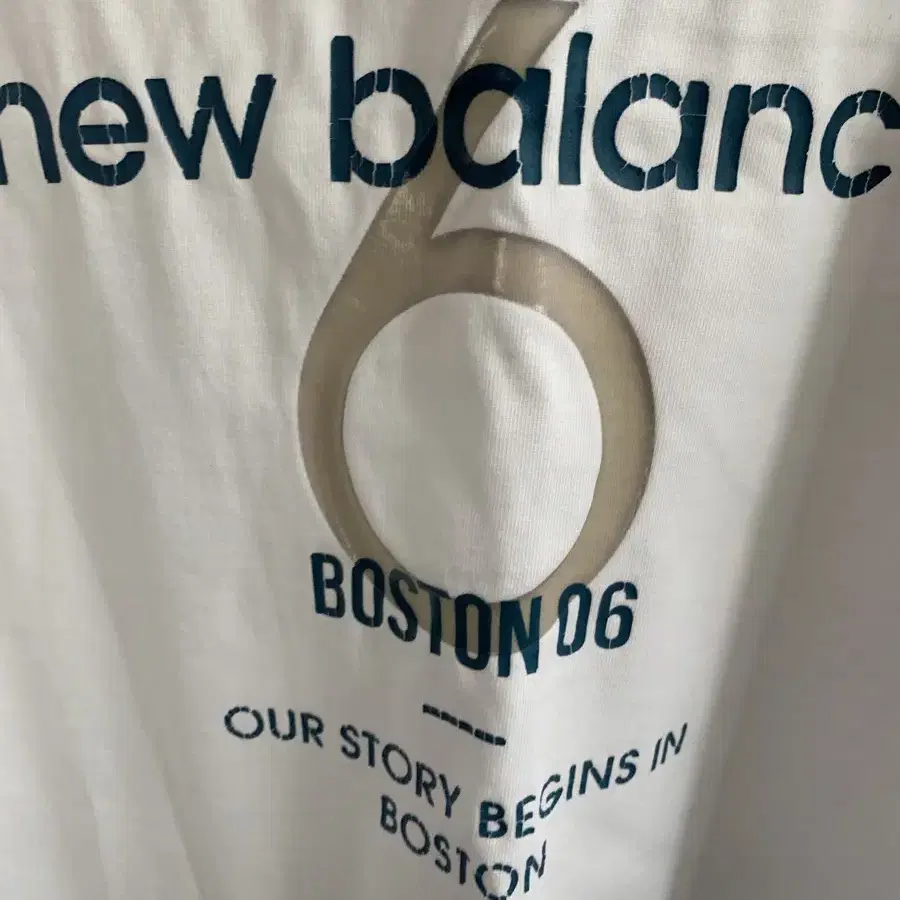 new balanc
6
BOSTON 06
OUR STORY BEGINS IN
BOSTON